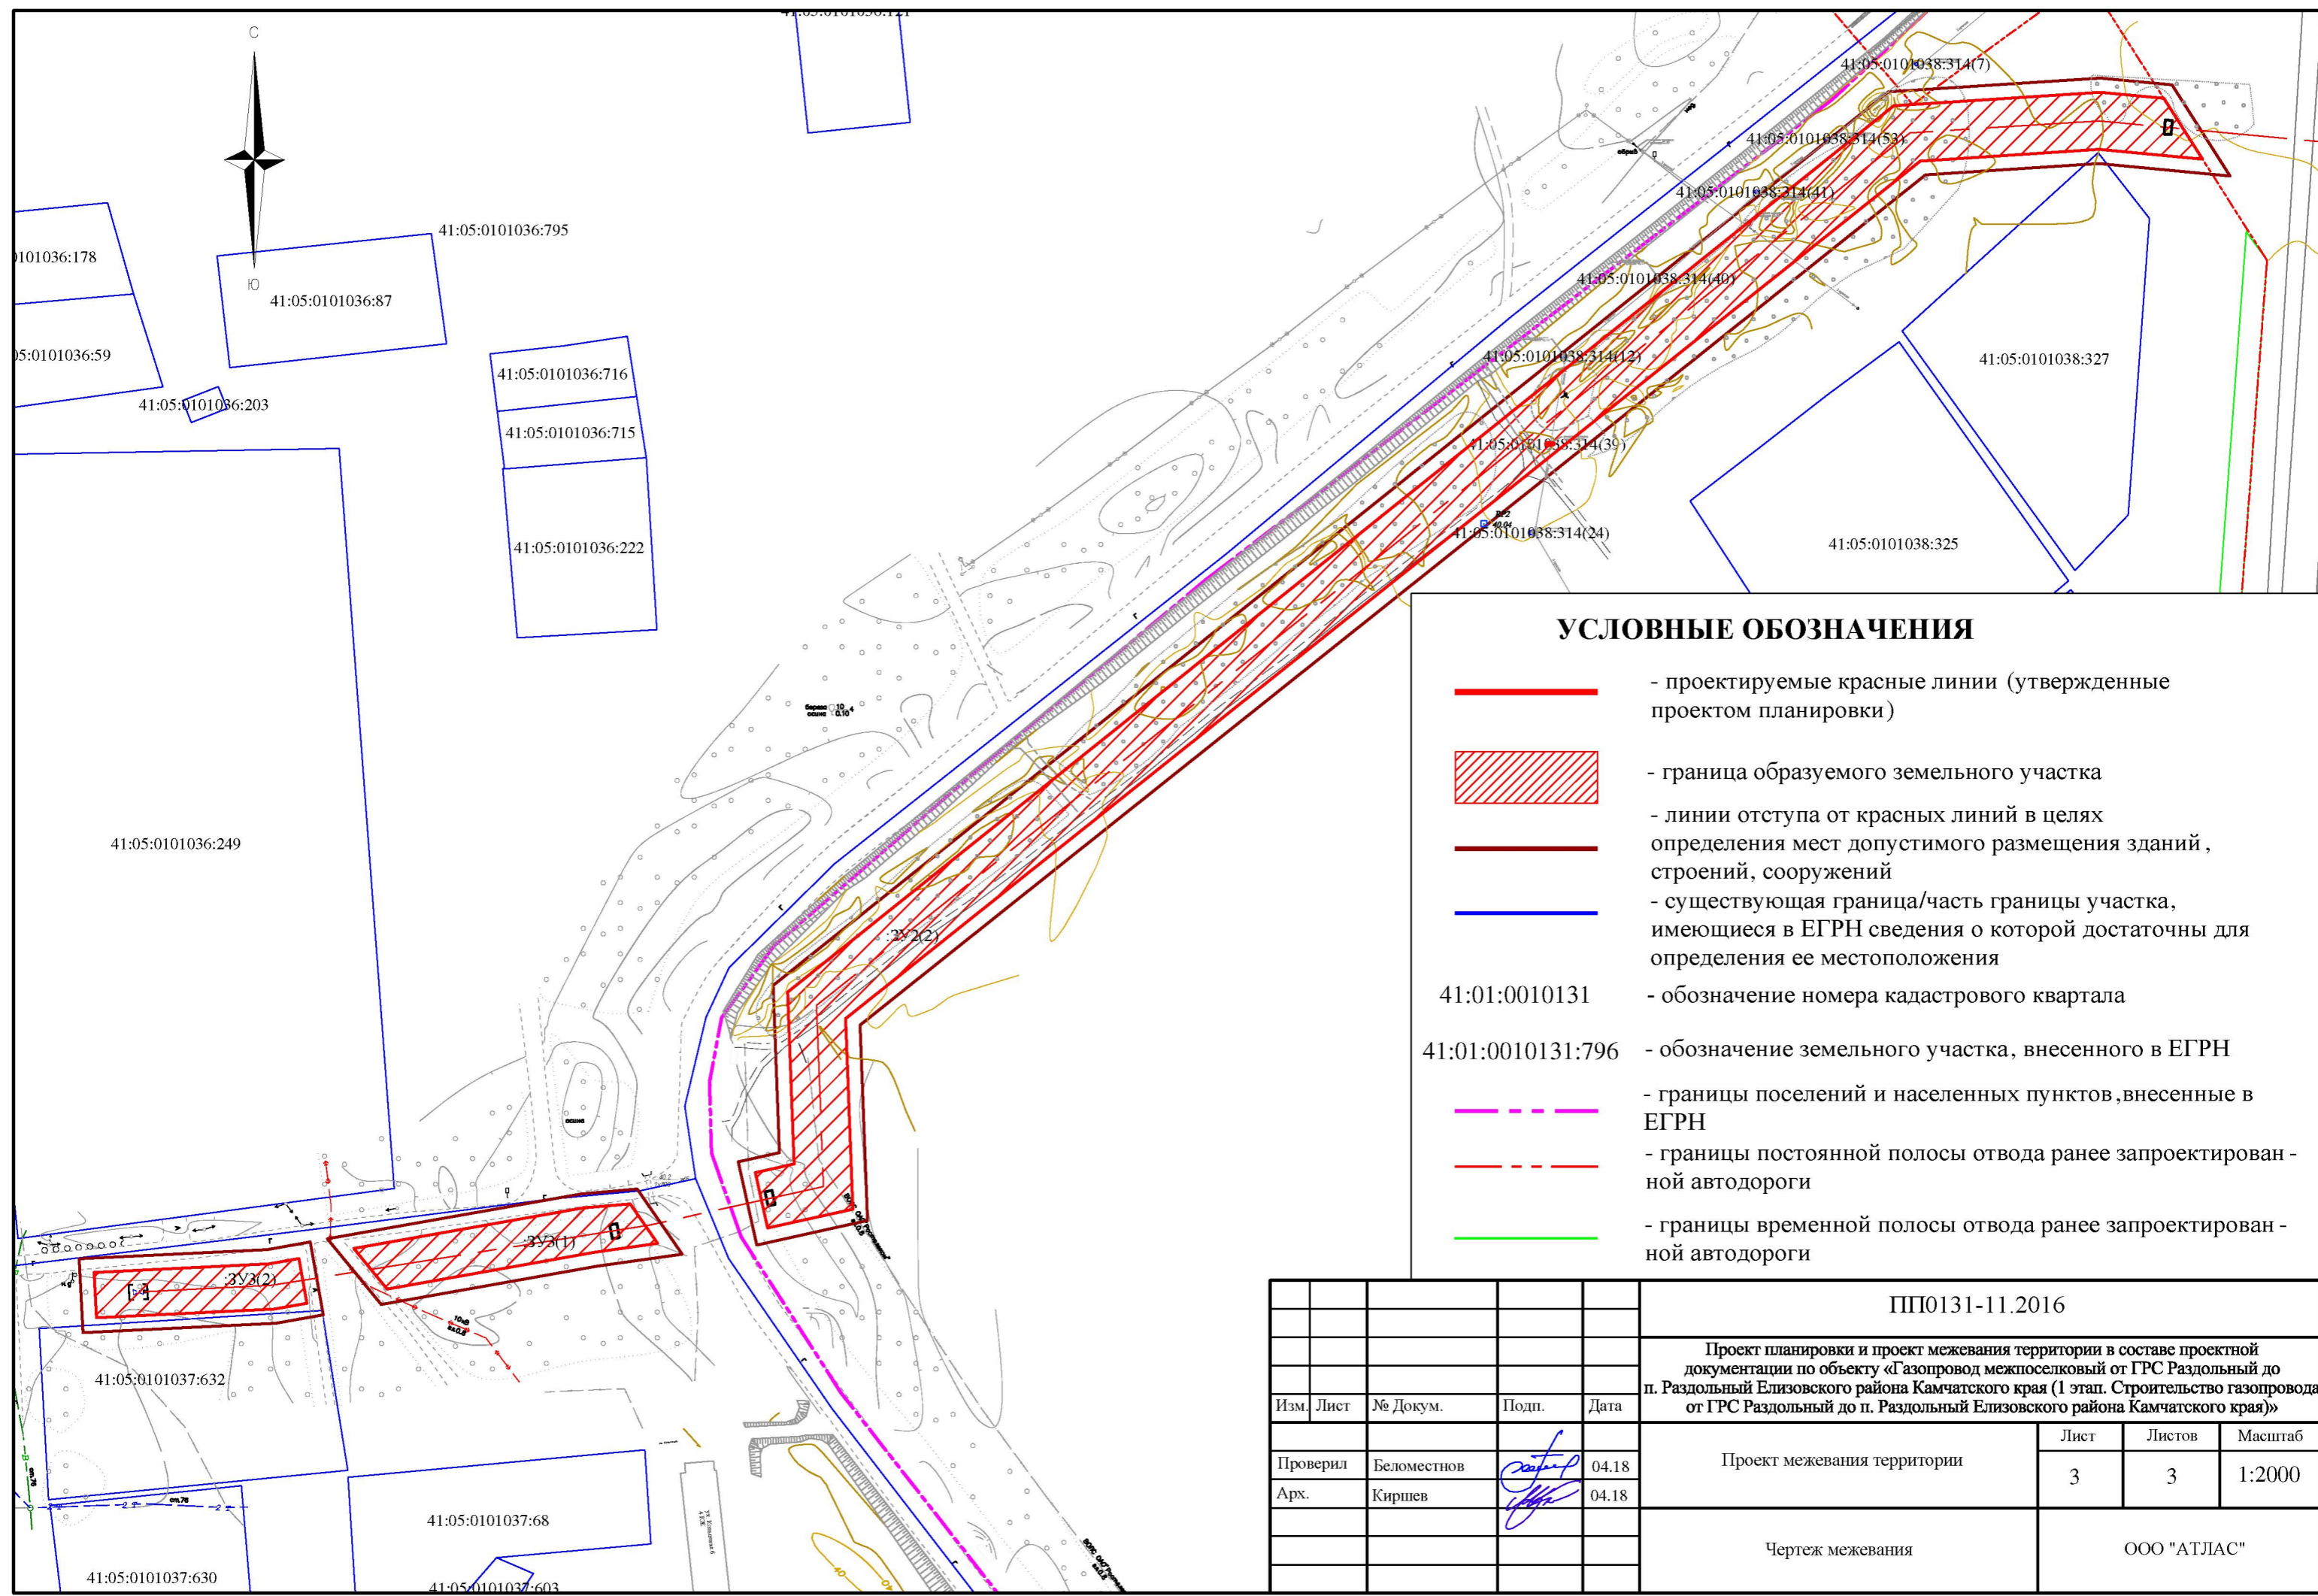 С
Ю
41:05:0101036:795
41:05:0101036:87
41:05:0101036:203
41:05:0101036:716
41:05:0101036:715
41:05:0101036:222
41:05:0101036:249
41:05:0101038:314(7)
41:05:0101038:314(53)
41:05:0101038:314(41)
41:05:0101038:314(40)
41:05:0101038:314(12)
41:05:0101038:314(39)
41:05:0101038:314(24)
41:05:0101038:327
41:05:0101038:325
обрыв
береза
осина
осина
:ЗУ2(2)
:ЗУ3(1)
:ЗУ3(2)
41:05:0101037:632
41:05:0101037:68
41:05:0101037:630
41:05:0101037:603
УСЛОВНЫЕ ОБОЗНАЧЕНИЯ
- проектируемые красные линии (утвержденные
проектом планировки)
- граница образуемого земельного участка
- линии отступа от красных линий в целях
определения мест допустимого размещения зданий,
строений, сооружений
- существующая граница/часть границы участка,
имеющиеся в ЕГРН сведения о которой достаточны для
определения ее местоположения
41:01:0010131 - обозначение номера кадастрового квартала
41:01:0010131:796 - обозначение земельного участка, внесенного в ЕГРН
- границы поселений и населенных пунктов,внесенные в
ЕГРН
- границы постоянной полосы отвода ранее запроектирован-
ной автодороги
- границы временной полосы отвода ранее запроектирован-
ной автодороги
ПП0131-11.2016
Проект планировки и проект межевания территории в составе проектной
документации по объекту «Газопровод межпоселковый от ГРС Раздольный до
п. Раздольный Елизовского района Камчатского края (1 этап. Строительство газопровода
от ГРС Раздольный до п. Раздольный Елизовского района Камчатского края)»
Изм. Лист № Докум. Подп. Дата
Проверил Беломестнов 04.18
Арх. Киршев 04.18
Проект межевания территории
Лист Листов Масштаб
3 3 1:2000
Чертеж межевания
ООО "АТЛАС"